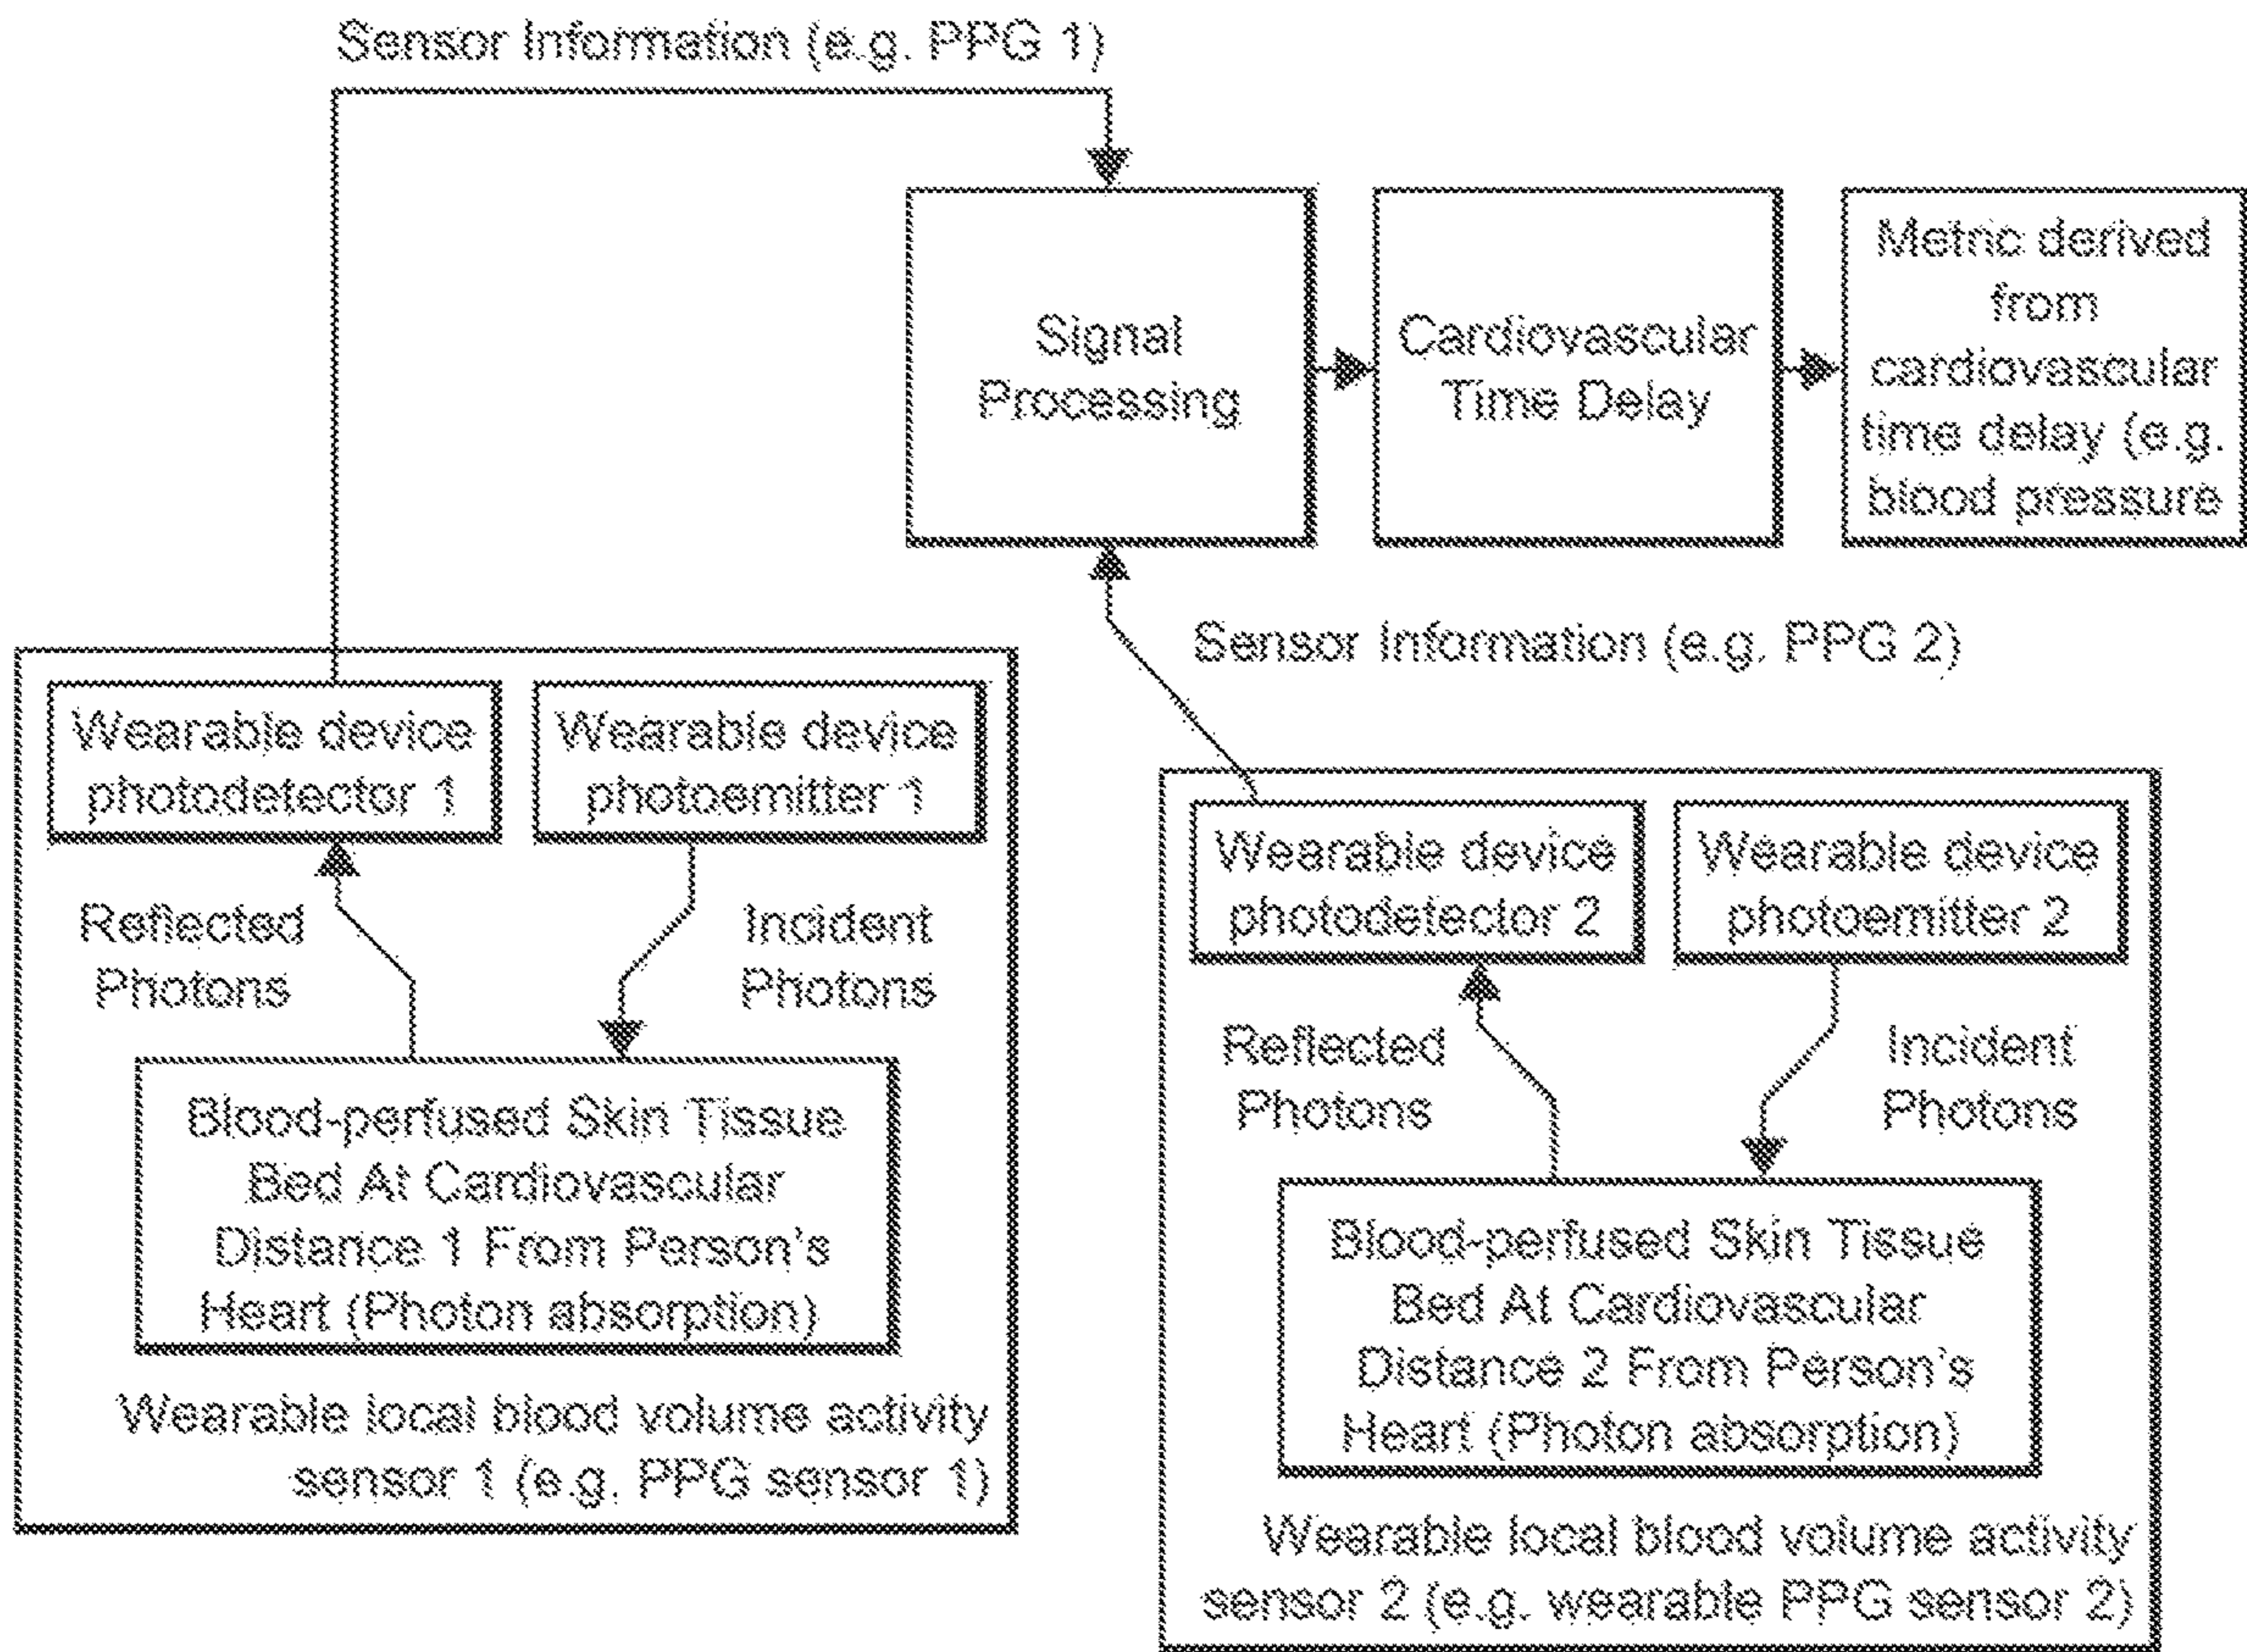 Sensor Information (e.g. PPG 1)
Signal
Processing
Cardiovascular
Time Delay
Metric derived
from
cardiovascular
time delay (e.g.
blood pressure
Sensor Information (e.g. PPG 2)
Wearable device
photodetector 1
Wearable device
photoemitter 1
Reflected
Photons
Incident
Photons
Blood-perfused Skin Tissue
Bed At Cardiovascular
Distance 1 From Person's
Heart (Photon absorption)
Wearable local blood volume activity
sensor 1 (e.g. PPG sensor 1)
Wearable device
photodetector 2
Wearable device
photoemitter 2
Reflected
Photons
Incident
Photons
Blood-perfused Skin Tissue
Bed At Cardiovascular
Distance 2 From Person's
Heart (Photon absorption)
Wearable local blood volume activity
sensor 2 (e.g. wearable PPG sensor 2)